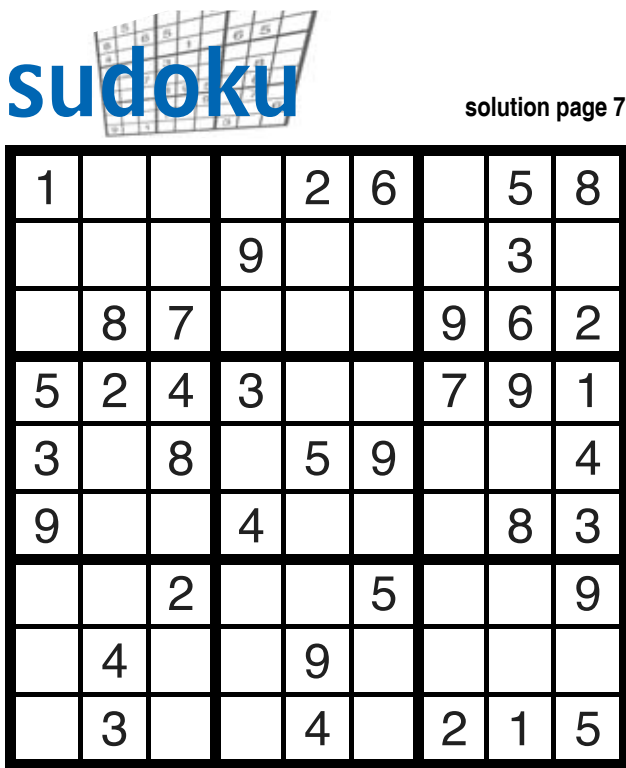 sudoku
solution page 7
1 2 6 5 8
9 3
8 7 9 6 2
5 2 4 3 7 9 1
3 8 5 9 4
9 4 8 3
2 5 9
4 9
3 4 2 1 5